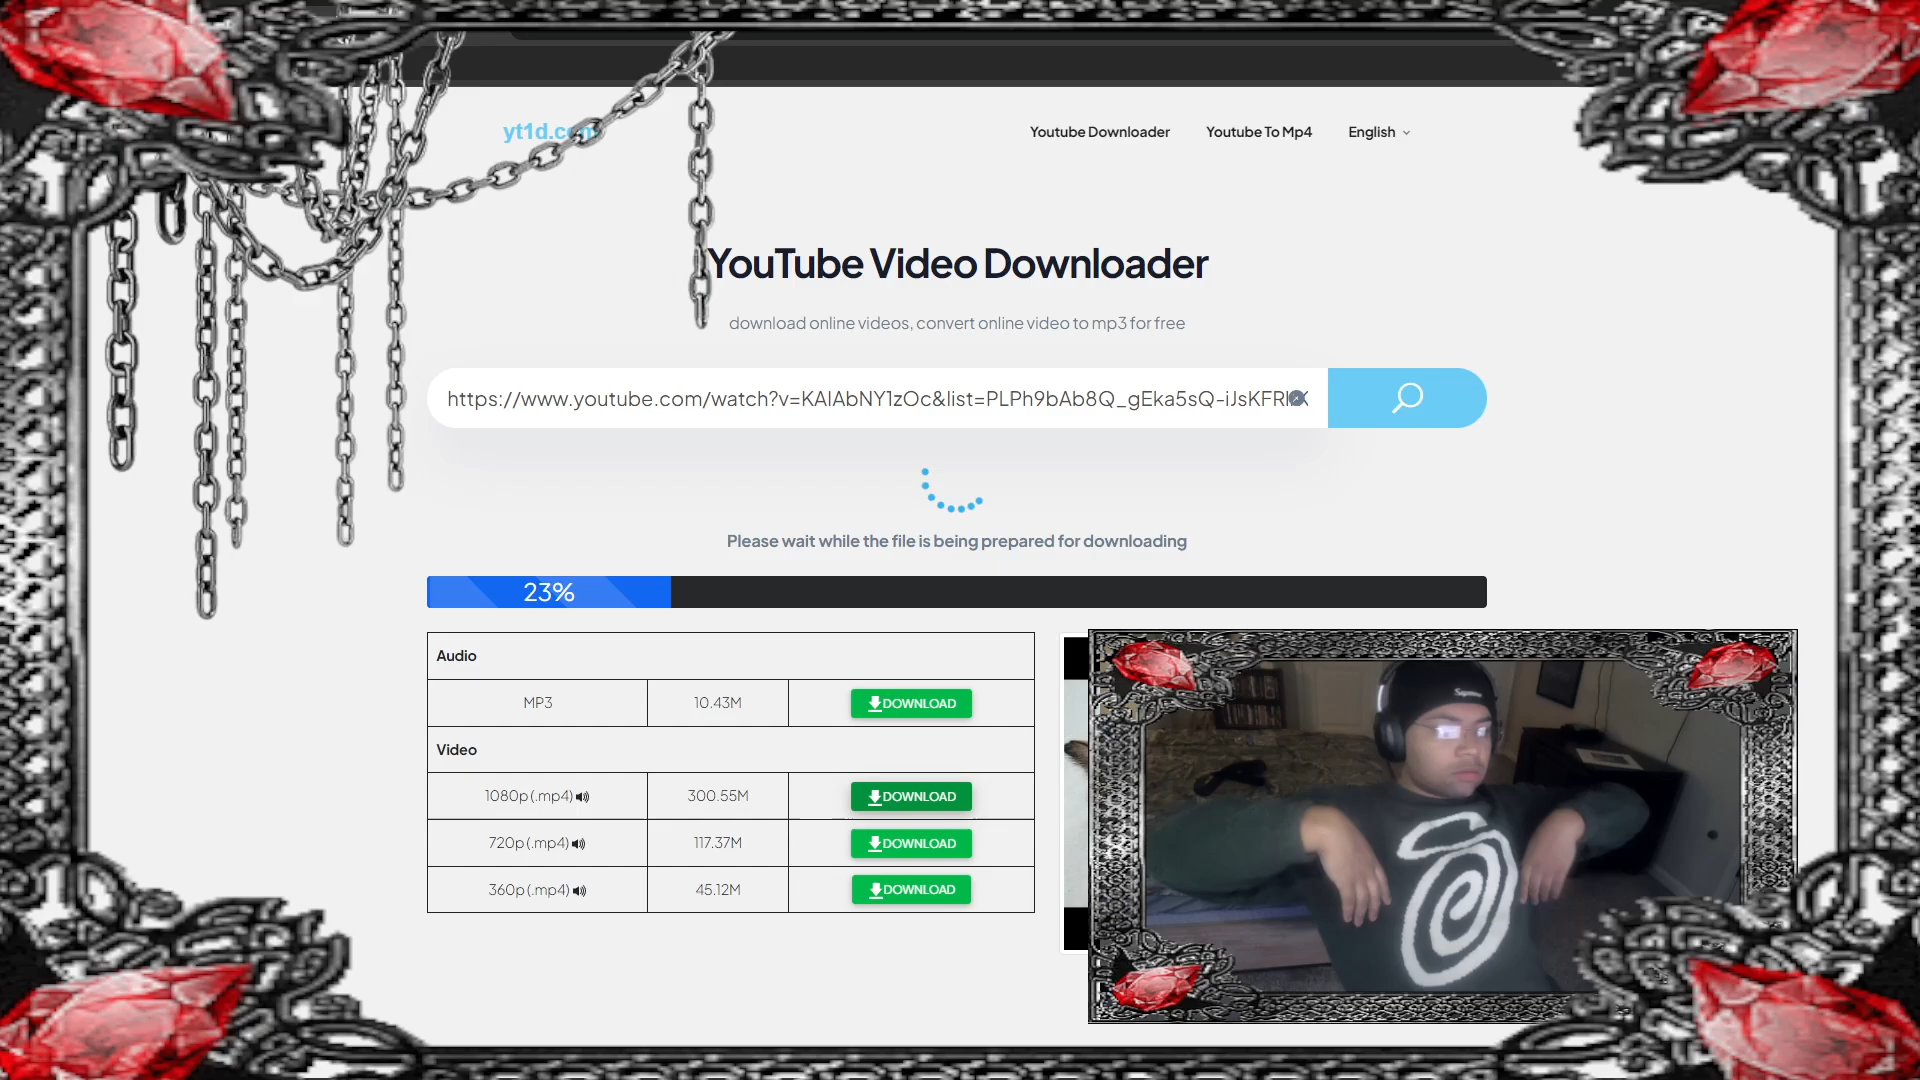 yt1d.com
Youtube Downloader Youtube To Mp4 English
YouTube Video Downloader
download online videos, convert online video to mp3 for free
https://www.youtube.com/watch?v=KAlAbNY1zOc&list=PLPh9bAb8Q_gEka5sQ-iJsKFR
Please wait while the file is being prepared for downloading
23%
Audio
MP3 10.43M DOWNLOAD
Video
1080p(.mp4) 300.55M DOWNLOAD
720p(.mp4) 117.37M DOWNLOAD
360p(.mp4) 45.12M DOWNLOAD
Supreme